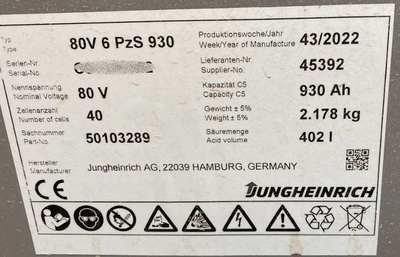 Typ
Type 80V 6 PzS 930
Produktionswoche/Jahr
Week/Year of Manufacture 43/2022
Serien-Nr.
Serial-No.
Lieferanten-Nr.
Supplier-No. 45392
Nennspannung
Nominal Voltage 80 V
Kapazität C5
Capacity C5 930 Ah
Zellenanzahl
Number of cells 40
Gewicht ± 5%
Weight ± 5% 2.178 kg
Sachnummer
Part-No. 50103289
Säuremenge
Acid volume 402 l
Hersteller
Manufacturer Jungheinrich AG, 22039 HAMBURG, GERMANY
CE JUNGHEINRICH